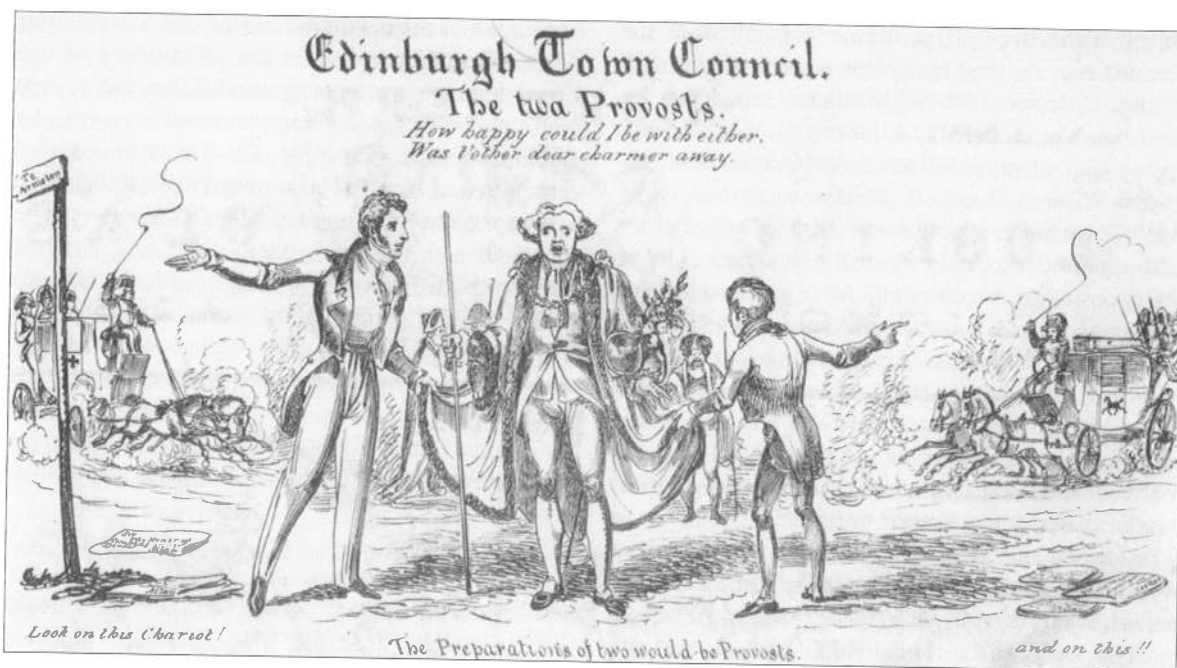 Edinburgh Town Council.
The twa Provosts.
How happy could I be with either.
Was t'other dear charmer away.
To
Look on this Chariot!
The Preparations of two would-be Provosts.
and on this!!